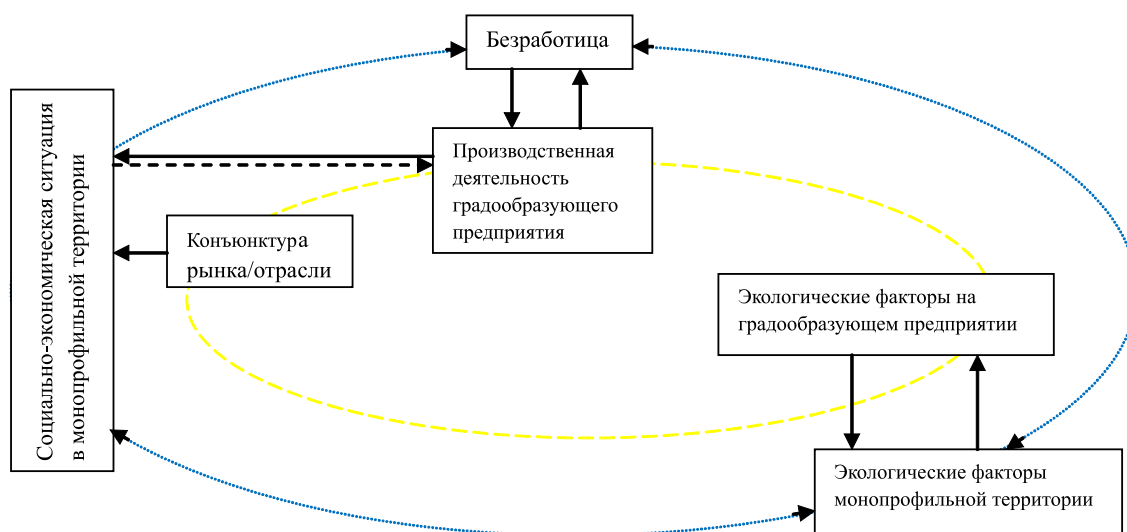 Безработица
Социально-экономическая ситуация
в монопрофильной территории
Производственная
деятельность
градообразующего
предприятия
Конъюнктура
рынка/отрасли
Экологические факторы на
градообразующем предприятии
Экологические факторы
монопрофильной территории